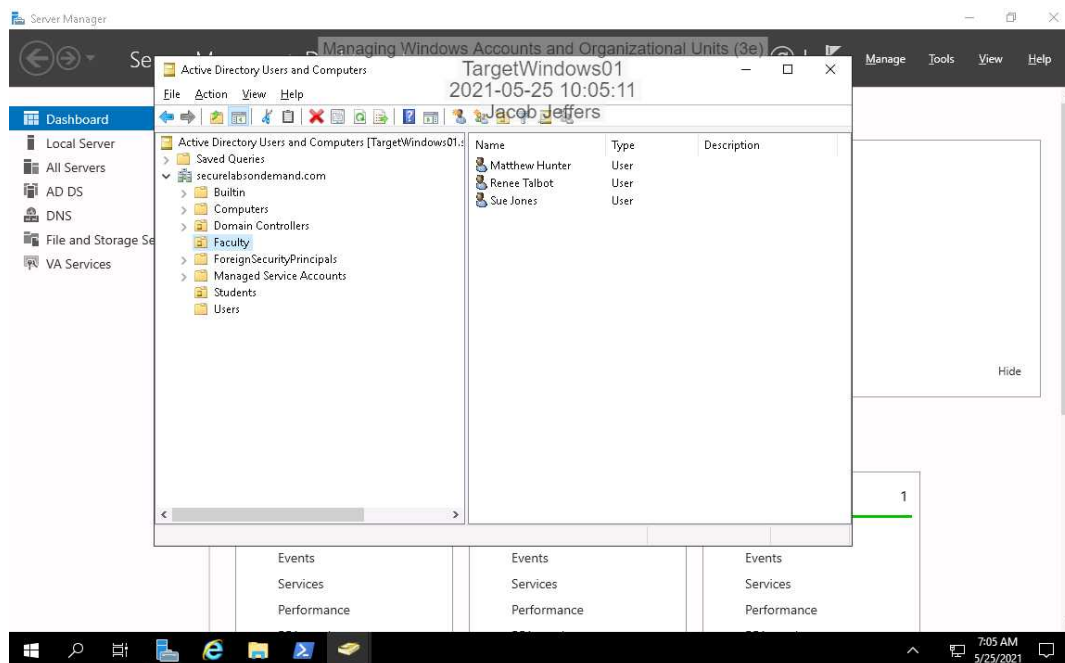 Server Manager
Managing Windows Accounts and Organizational Units (3e)
Manage Tools View Help
Active Directory Users and Computers
TargetWindows01
2021-05-25 10:05:11
Jacob Jeffers
File Action View Help
Dashboard
Local Server
All Servers
AD DS
DNS
File and Storage Se
VA Services
Active Directory Users and Computers [TargetWindows01.s
Saved Queries
securelabsondemand.com
Builtin
Computers
Domain Controllers
Faculty
ForeignSecurityPrincipals
Managed Service Accounts
Students
Users
Name Type Description
Matthew Hunter User
Renee Talbot User
Sue Jones User
Hide
1
Events Events Events
Services Services Services
Performance Performance Performance
7:05 AM
5/25/2021